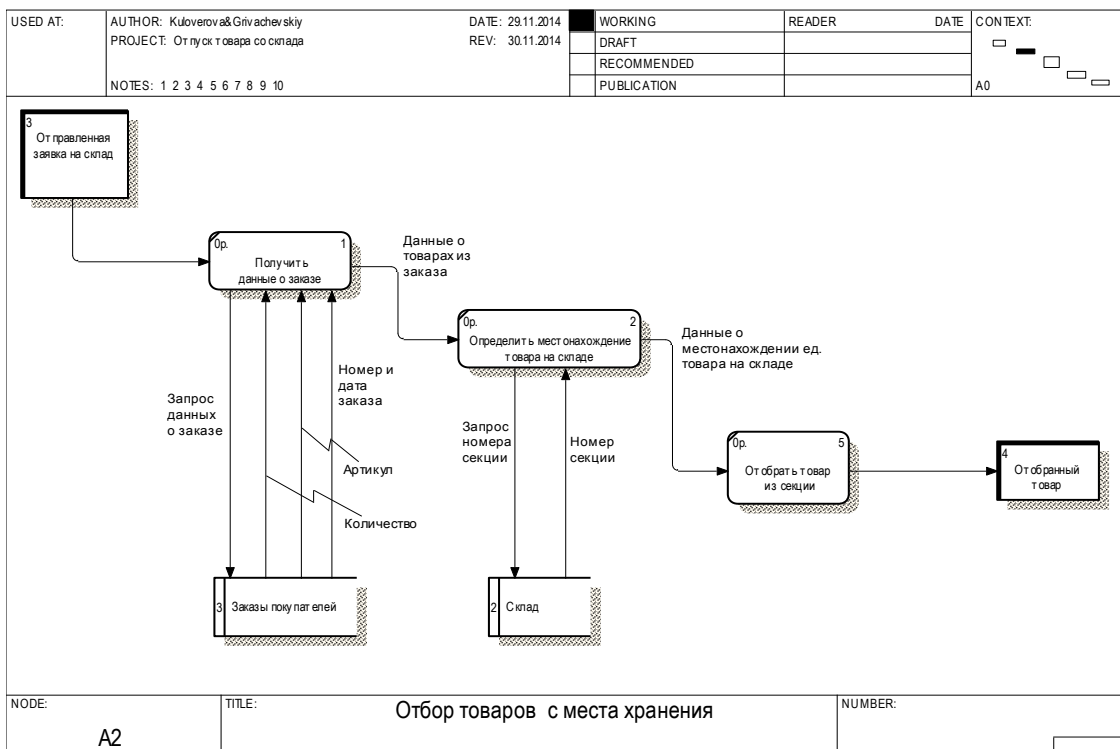 USED AT:
AUTHOR: Kuloverova&Grivachevskiy
DATE: 29.11.2014
PROJECT: Отпуск товара со склада
REV: 30.11.2014
NOTES: 1 2 3 4 5 6 7 8 9 10
WORKING
DRAFT
RECOMMENDED
PUBLICATION
READER
DATE
CONTEXT:
A0
3
Отправленная
заявка на склад
0р.
1
Получить
данные о заказе
Данные о
товарах из
заказа
0р.
2
Определить местонахождение
товара на складе
Данные о
местонахождении ед.
товара на складе
Запрос
данных
о заказе
Номер и
дата
заказа
Артикул
Количество
Запрос
номера
секции
Номер
секции
0р.
5
Отобрать товар
из секции
4
Отобранный
товар
3
Заказы покупателей
2
Склад
NODE:
A2
TITLE:
Отбор товаров с места хранения
NUMBER: